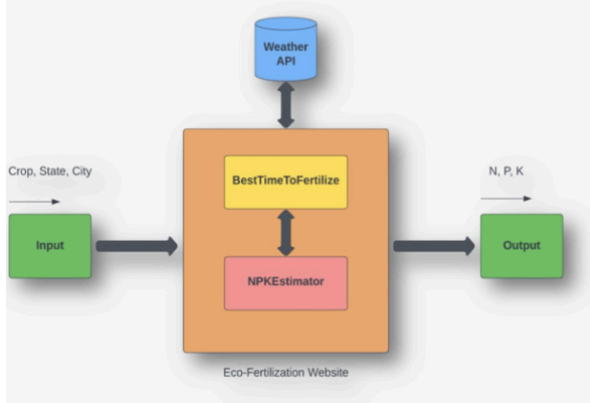 Weather
API
Crop, State, City
N, P, K
BestTimeToFertilize
Input
Output
NPKEstimator
Eco-Fertilization Website